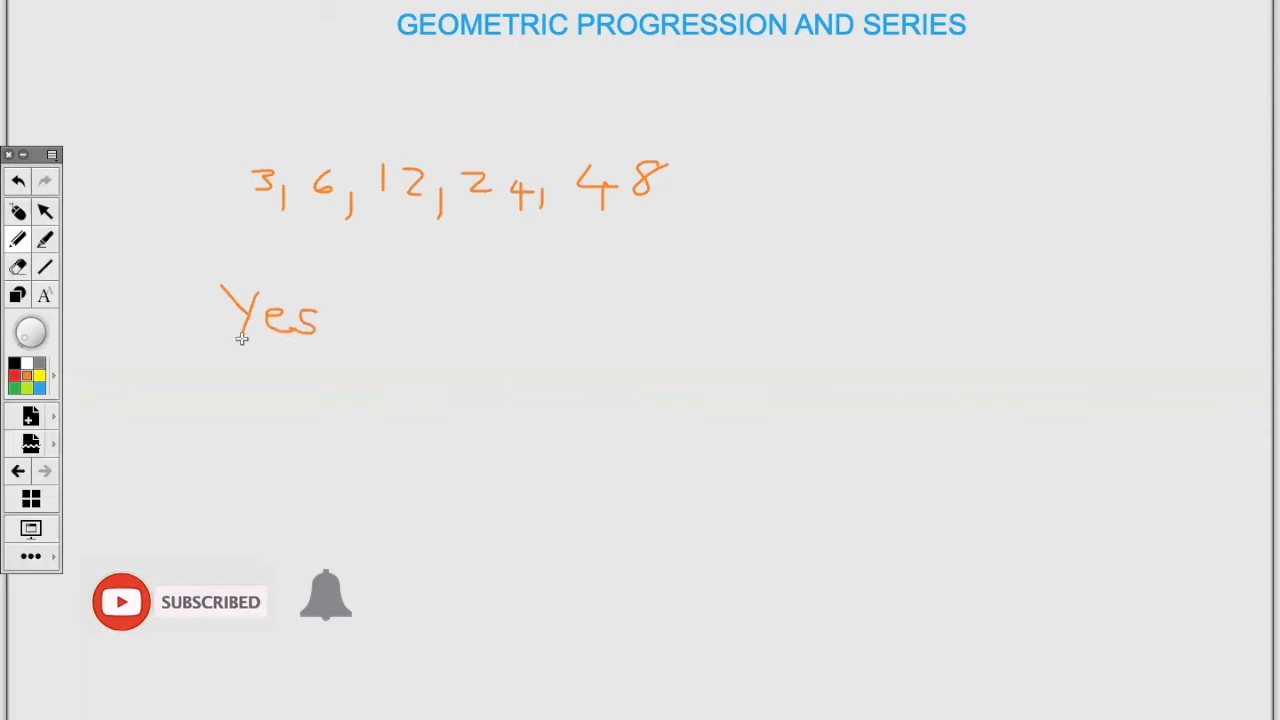 GEOMETRIC PROGRESSION AND SERIES
3, 6, 12, 24, 48
Yes
A
SUBSCRIBED